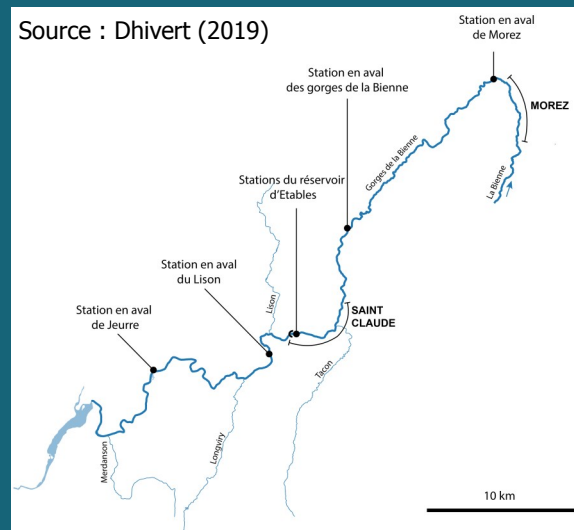 Source : Dhivert (2019)
Station en aval
de Morez
Station en aval
des gorges de la Bienne
MOREZ
Gorges de la Bienne
La Bienne
Stations du réservoir
d'Etables
Station en aval
du Lison
Lison
SAINT
CLAUDE
Station en aval
de Jeurre
Tacon
Longviry
Merdanson
10 km